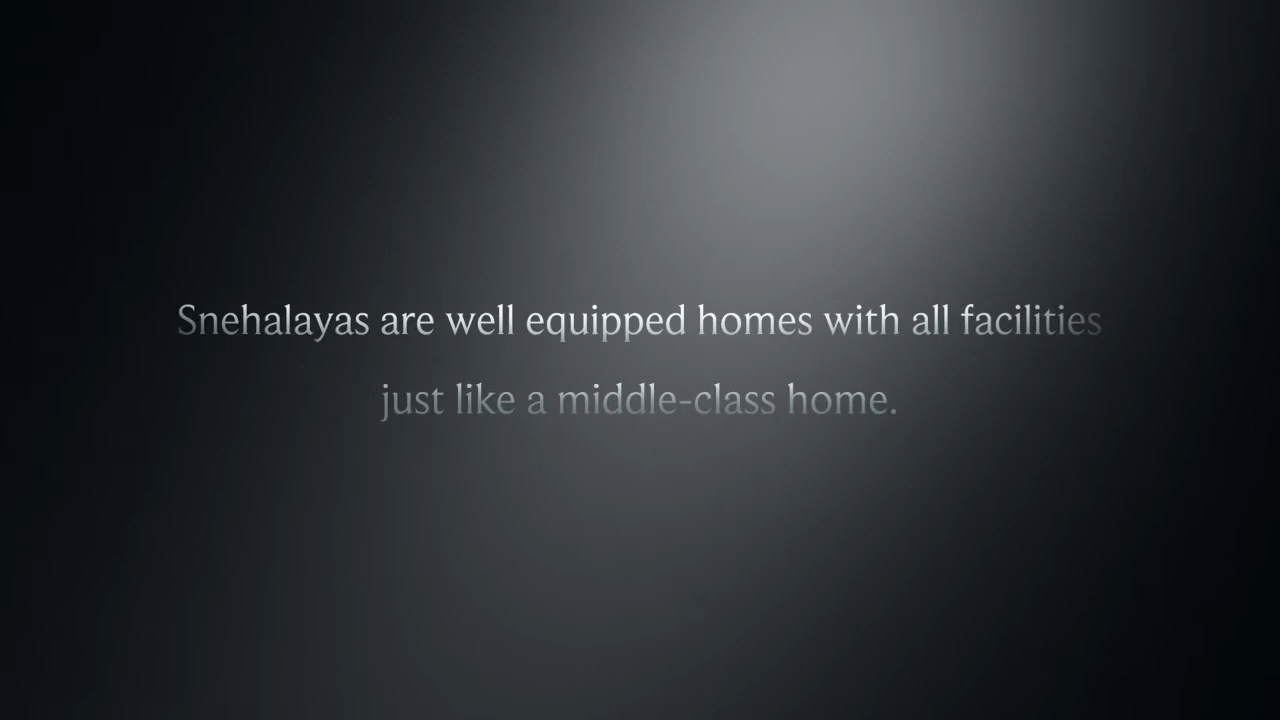 Snehalayas are well equipped homes with all facilities
just like a middle-class home.